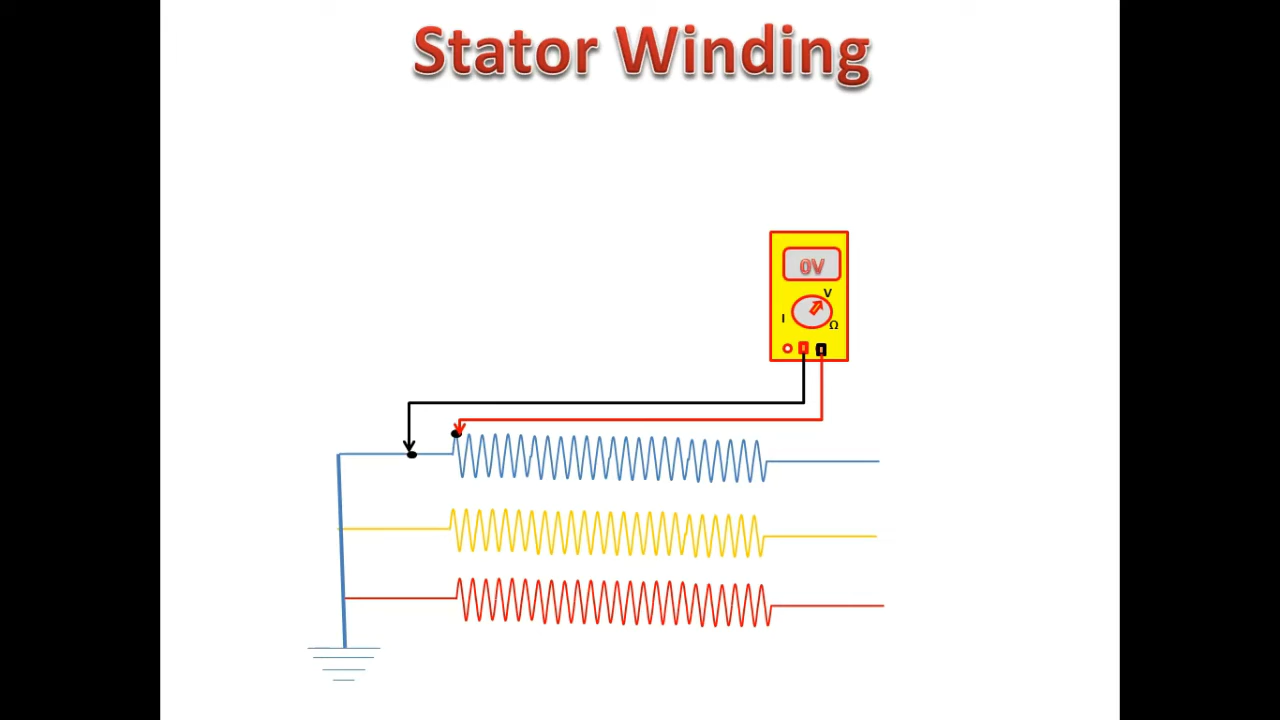 Stator Winding
0V
V
I
Ω